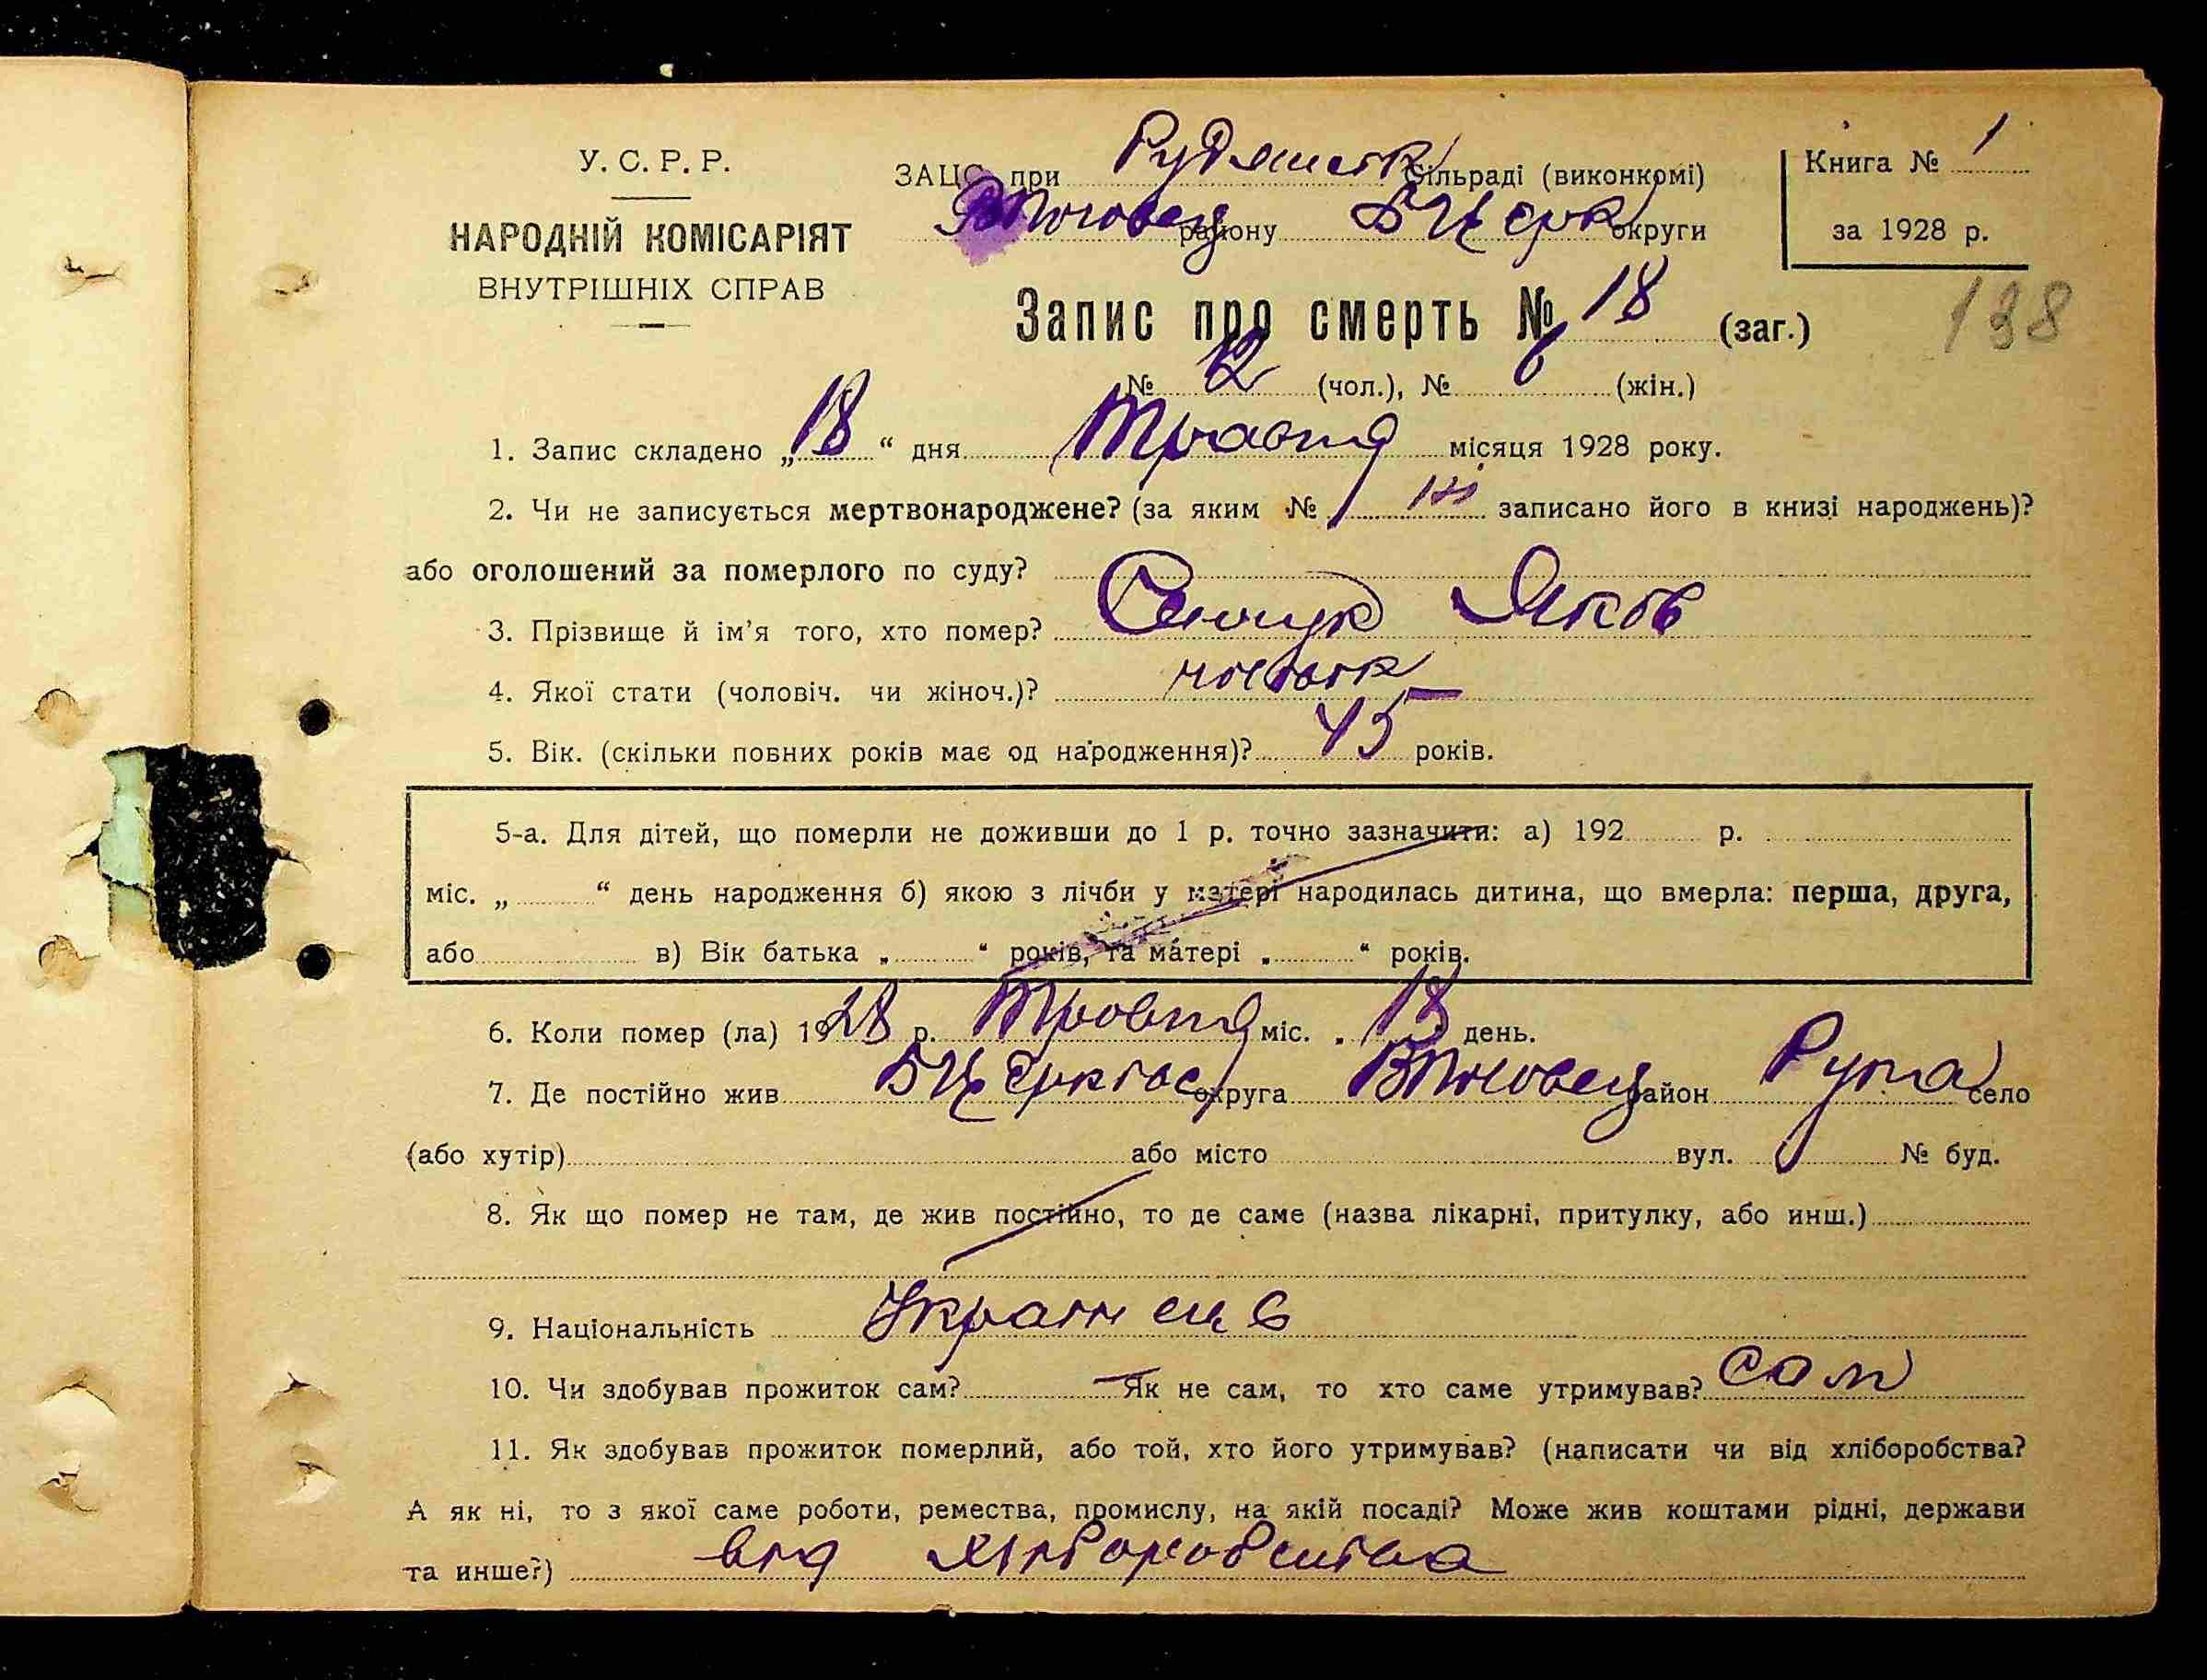 У. С. Р. Р.
НАРОДНІЙ КОМІСАРІЯТ
ВНУТРІШНІХ СПРАВ
ЗАЦС при Рудянськ Сільраді (виконкомі)
району БЦерк округи
Книга № 1
за 1928 р.
138
Запис про смерть № 18 (заг.)
№ 12 (чол.), № 6 (жін.)
1. Запис складено „18“ дня Травня місяця 1928 року.
2. Чи не записується мертвонароджене? (за яким № записано його в книзі народжень)?
або оголошений за померлого по суду?
3. Прізвище й ім'я того, хто помер? Яков
4. Якої стати (чоловіч. чи жіноч.)?
5. Вік. (скільки повних років має од народження)? 45 років.
5-а. Для дітей, що померли не доживши до 1 р. точно зазначити: а) 192 р.
міс. „ “ день народження б) якою з лічби у матері народилась дитина, що вмерла: перша, друга,
або в) Вік батька „ “ років, та матері „ “ років.
6. Коли помер (ла) 1928 р. Травня міс. „ день.
7. Де постійно жив округа район село
(або хутір) або місто вул. № буд.
8. Як що помер не там, де жив постійно, то де саме (назва лікарні, притулку, або инш.)
9. Національність
10. Чи здобував прожиток сам? Як не сам, то хто саме утримував? сам
11. Як здобував прожиток померлий, або той, хто його утримував? (написати чи від хліборобства?
А як ні, то з якої саме роботи, ремества, промислу, на якій посаді? Може жив коштами рідні, держави
та инше?) від хліборобства